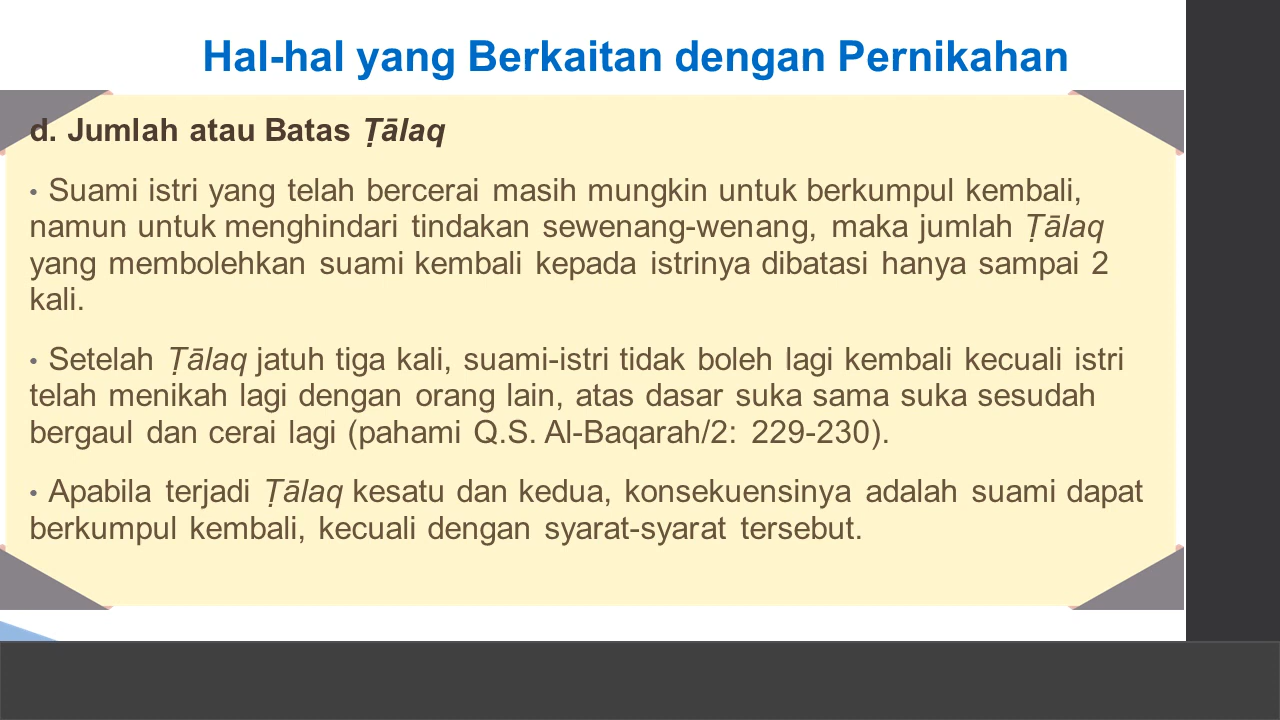 Hal-hal yang Berkaitan dengan Pernikahan
d. Jumlah atau Batas Ṭālaq
• Suami istri yang telah bercerai masih mungkin untuk berkumpul kembali,
namun untuk menghindari tindakan sewenang-wenang, maka jumlah Ṭālaq
yang membolehkan suami kembali kepada istrinya dibatasi hanya sampai 2
kali.
• Setelah Ṭālaq jatuh tiga kali, suami-istri tidak boleh lagi kembali kecuali istri
telah menikah lagi dengan orang lain, atas dasar suka sama suka sesudah
bergaul dan cerai lagi (pahami Q.S. Al-Baqarah/2: 229-230).
• Apabila terjadi Ṭālaq kesatu dan kedua, konsekuensinya adalah suami dapat
berkumpul kembali, kecuali dengan syarat-syarat tersebut.